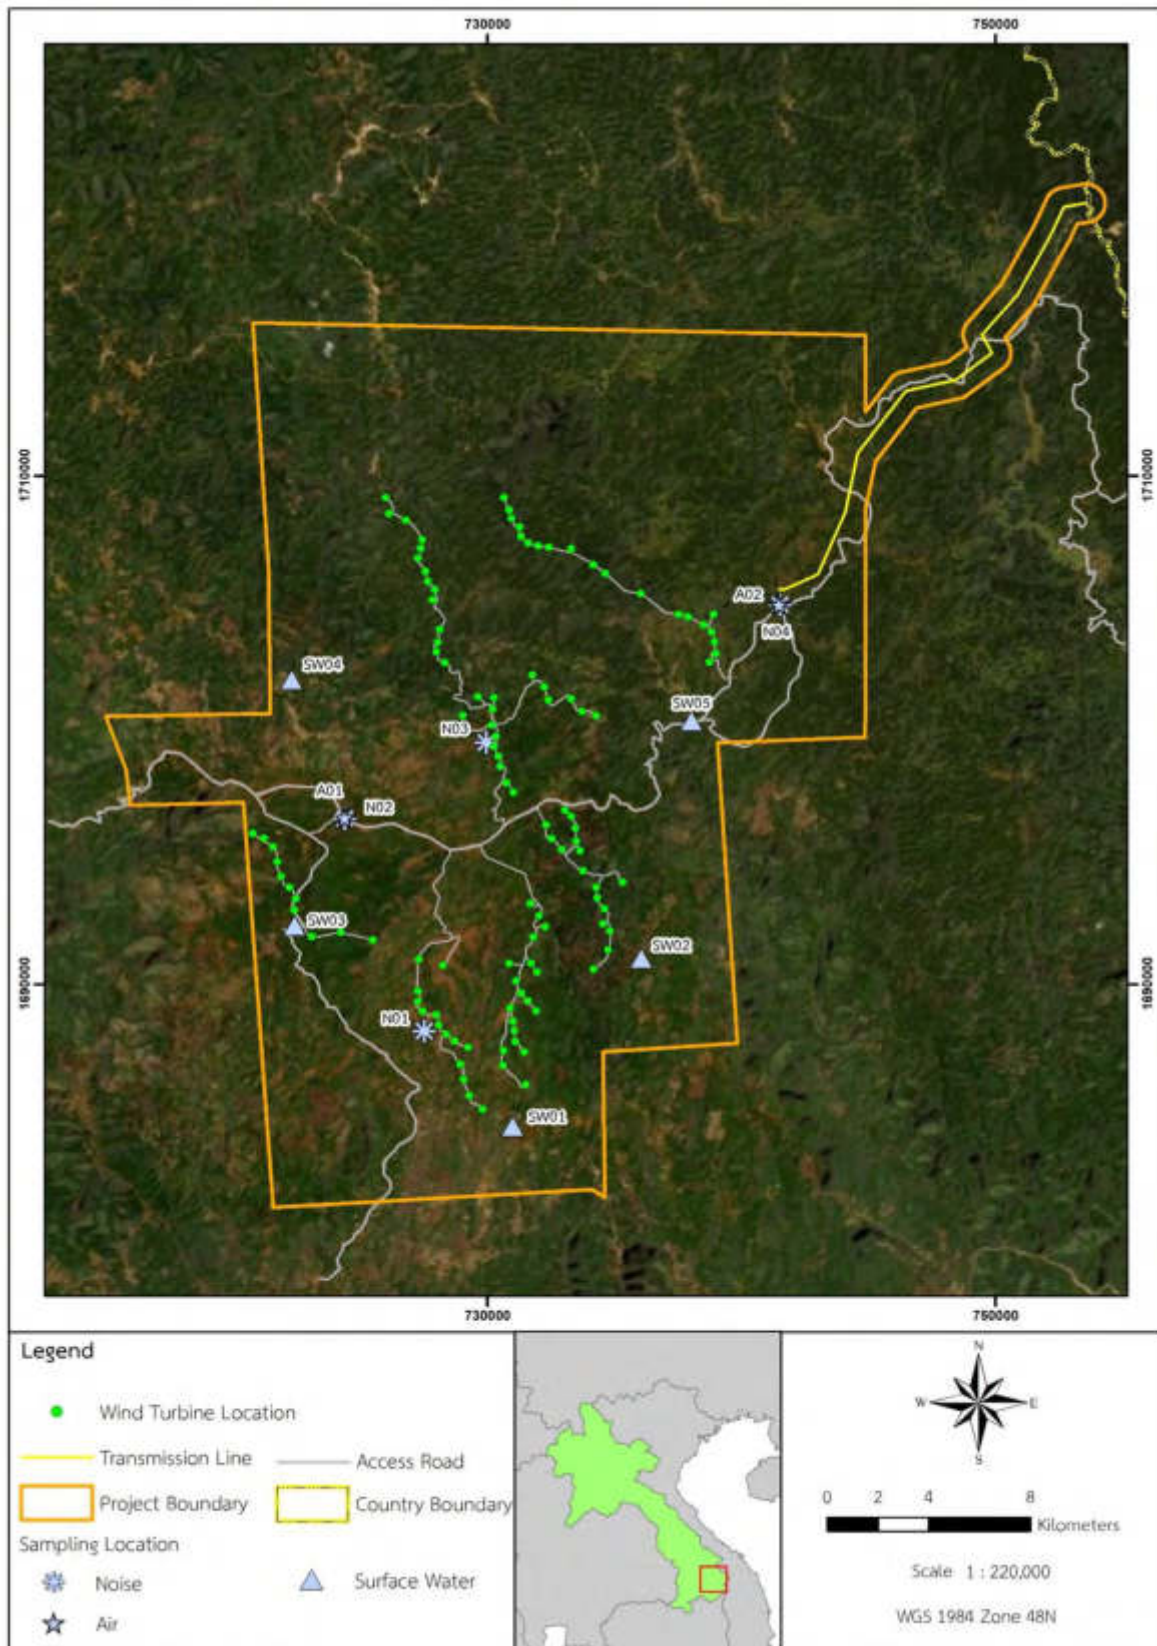 730000 750000
1710000 1710000
A02
N04
SW04
SW05
N03
A01
N02
SW03
SW02
1690000 1690000
N01
SW01
730000 750000
Legend
Wind Turbine Location
Transmission Line
Access Road
Project Boundary
Country Boundary
Sampling Location
Noise
Surface Water
Air
N
W E
S
0 2 4 8
Kilometers
Scale 1 : 220,000
WGS 1984 Zone 48N